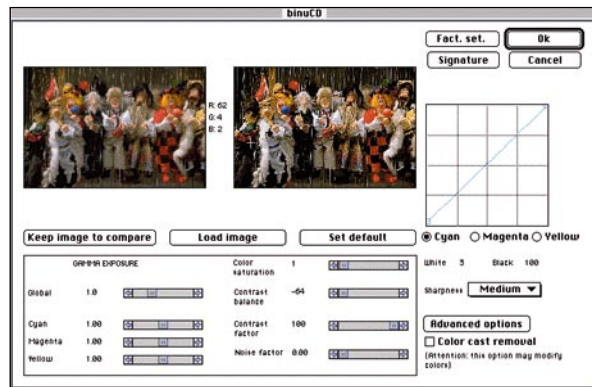 binuCD
Fact. set.
Ok
Signature
Cancel
R: 62
G: 4
B: 2
Keep image to compare
Load image
Set default
Cyan
Magenta
Yellow
GAMMA EXPOSURE
Global 1.0
Cyan 1.00
Magenta 1.00
Yellow 1.00
Color saturation 1
Contrast balance -64
Contrast factor 100
Noise factor 0.00
White 3 Black 100
Sharpness Medium
Advanced options
Color cast removal
(Attention: this option may modify
colors)